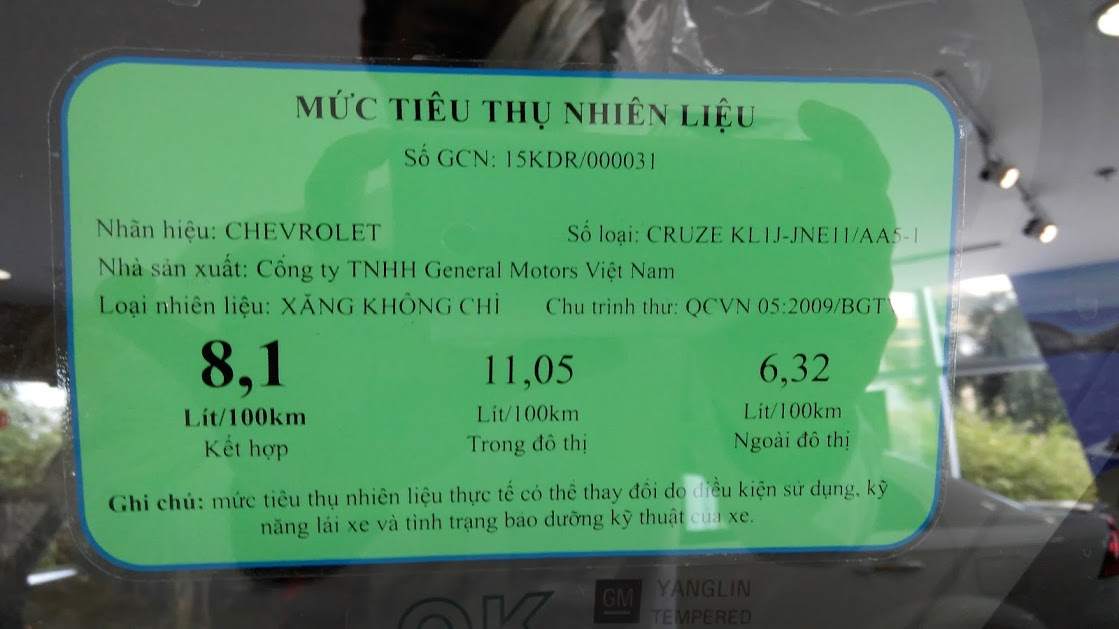 MỨC TIÊU THỤ NHIÊN LIỆU
Số GCN: 15KDR/000031
Nhãn hiệu: CHEVROLET Số loại: CRUZE KL1J-JNE11/AA5-1
Nhà sản xuất: Công ty TNHH General Motors Việt Nam
Loại nhiên liệu: XĂNG KHÔNG CHÌ Chu trình thư: QCVN 05:2009/BGT
8,1 11,05 6,32
Lít/100km Lít/100km Lít/100km
Kết hợp Trong đô thị Ngoài đô thị
Ghi chú: mức tiêu thụ nhiên liệu thực tế có thể thay đổi do điều kiện sử dụng, kỹ
năng lái xe và tình trạng bảo dưỡng kỹ thuật của xe.
OK GM YANGLIN
TEMPERED